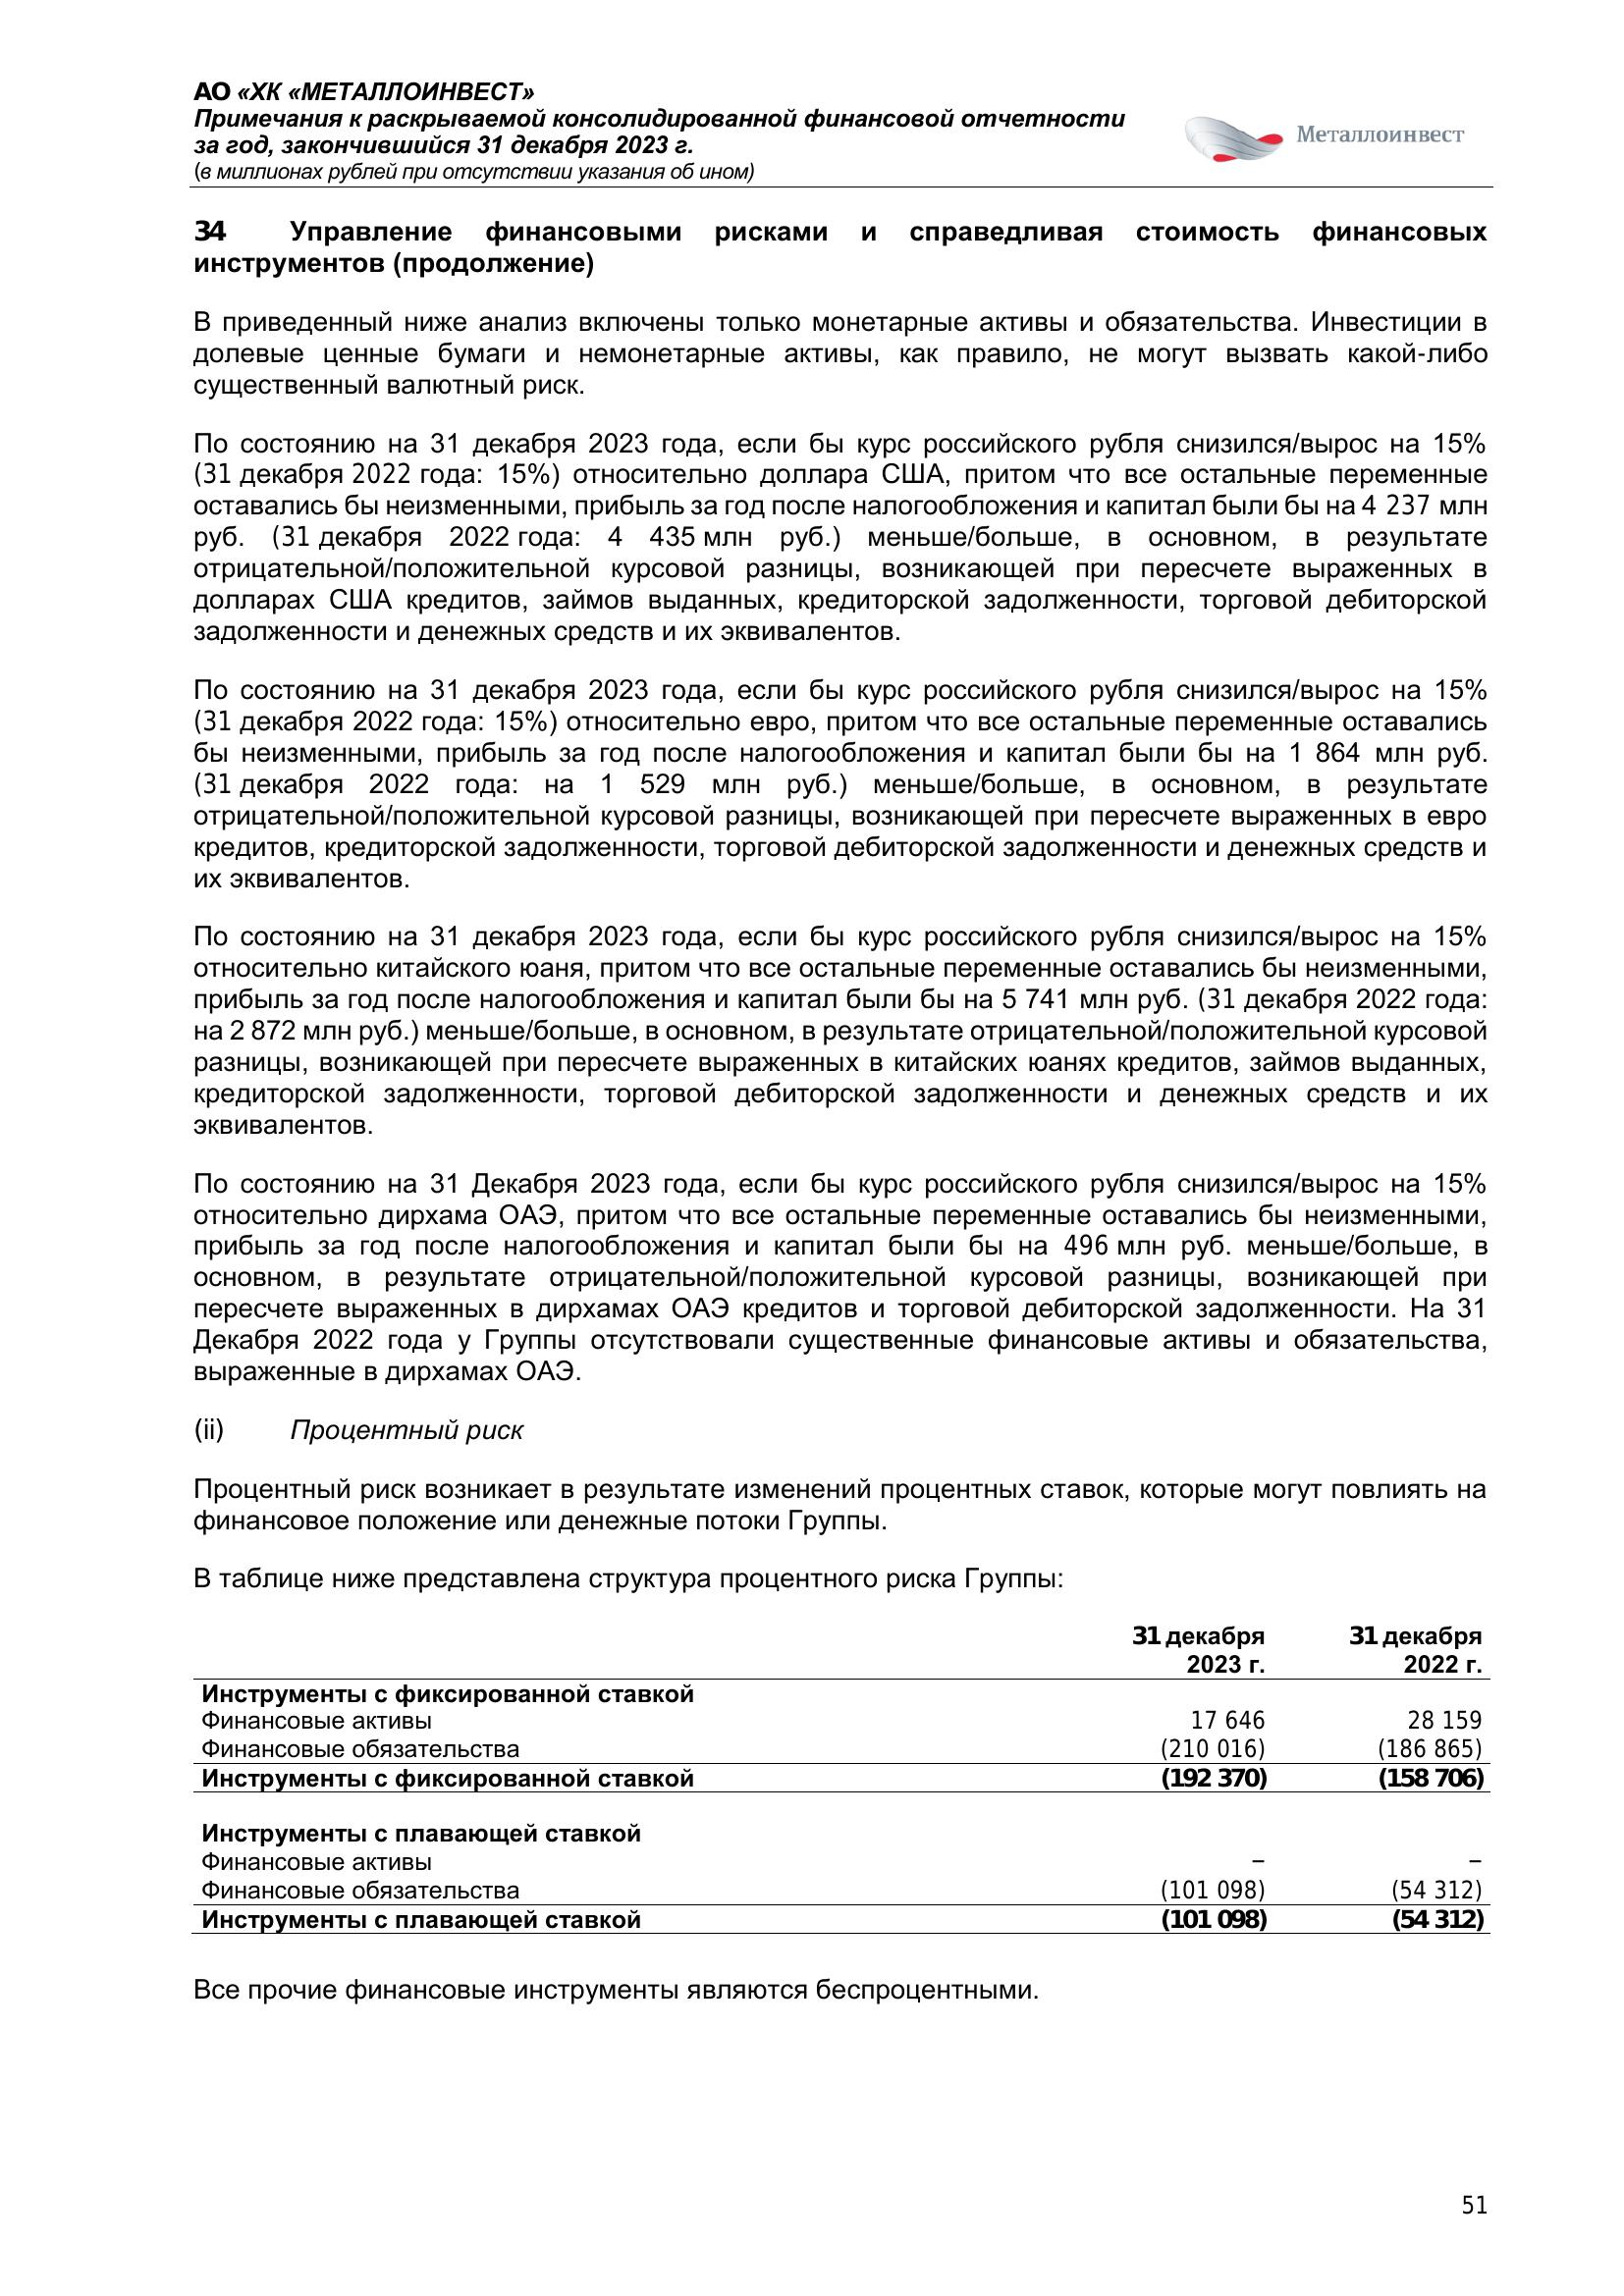 АО «ХК «МЕТАЛЛОИНВЕСТ»
Примечания к раскрываемой консолидированной финансовой отчетности
за год, закончившийся 31 декабря 2023 г.
(в миллионах рублей при отсутствии указания об ином)
Металлоинвест
34 Управление финансовыми рисками и справедливая стоимость финансовых
инструментов (продолжение)
В приведенный ниже анализ включены только монетарные активы и обязательства. Инвестиции в
долевые ценные бумаги и немонетарные активы, как правило, не могут вызвать какой-либо
существенный валютный риск.
По состоянию на 31 декабря 2023 года, если бы курс российского рубля снизился/вырос на 15%
(31 декабря 2022 года: 15%) относительно доллара США, притом что все остальные переменные
оставались бы неизменными, прибыль за год после налогообложения и капитал были бы на 4 237 млн
руб. (31 декабря 2022 года: 4 435 млн руб.) меньше/больше, в основном, в результате
отрицательной/положительной курсовой разницы, возникающей при пересчете выраженных в
долларах США кредитов, займов выданных, кредиторской задолженности, торговой дебиторской
задолженности и денежных средств и их эквивалентов.
По состоянию на 31 декабря 2023 года, если бы курс российского рубля снизился/вырос на 15%
(31 декабря 2022 года: 15%) относительно евро, притом что все остальные переменные оставались
бы неизменными, прибыль за год после налогообложения и капитал были бы на 1 864 млн руб.
(31 декабря 2022 года: на 1 529 млн руб.) меньше/больше, в основном, в результате
отрицательной/положительной курсовой разницы, возникающей при пересчете выраженных в евро
кредитов, кредиторской задолженности, торговой дебиторской задолженности и денежных средств и
их эквивалентов.
По состоянию на 31 декабря 2023 года, если бы курс российского рубля снизился/вырос на 15%
относительно китайского юаня, притом что все остальные переменные оставались бы неизменными,
прибыль за год после налогообложения и капитал были бы на 5 741 млн руб. (31 декабря 2022 года:
на 2 872 млн руб.) меньше/больше, в основном, в результате отрицательной/положительной курсовой
разницы, возникающей при пересчете выраженных в китайских юанях кредитов, займов выданных,
кредиторской задолженности, торговой дебиторской задолженности и денежных средств и их
эквивалентов.
По состоянию на 31 Декабря 2023 года, если бы курс российского рубля снизился/вырос на 15%
относительно дирхама ОАЭ, притом что все остальные переменные оставались бы неизменными,
прибыль за год после налогообложения и капитал были бы на 496 млн руб. меньше/больше, в
основном, в результате отрицательной/положительной курсовой разницы, возникающей при
пересчете выраженных в дирхамах ОАЭ кредитов и торговой дебиторской задолженности. На 31
Декабря 2022 года у Группы отсутствовали существенные финансовые активы и обязательства,
выраженные в дирхамах ОАЭ.
(ii) Процентный риск
Процентный риск возникает в результате изменений процентных ставок, которые могут повлиять на
финансовое положение или денежные потоки Группы.
В таблице ниже представлена структура процентного риска Группы:
31 декабря 31 декабря
2023 г. 2022 г.
Инструменты с фиксированной ставкой
Финансовые активы 17 646 28 159
Финансовые обязательства (210 016) (186 865)
Инструменты с фиксированной ставкой (192 370) (158 706)
Инструменты с плавающей ставкой
Финансовые активы – –
Финансовые обязательства (101 098) (54 312)
Инструменты с плавающей ставкой (101 098) (54 312)
Все прочие финансовые инструменты являются беспроцентными.
51